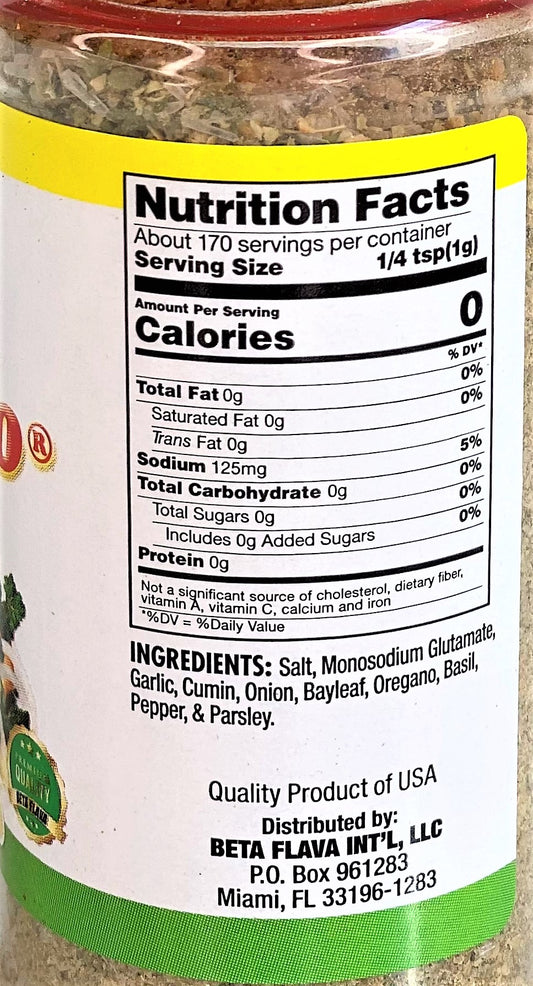 Nutrition Facts
About 170 servings per container
Serving Size 1/4 tsp(1g)
Amount Per Serving
Calories 0
% DV*
Total Fat 0g 0%
Saturated Fat 0g 0%
Trans Fat 0g
Sodium 125mg 5%
Total Carbohydrate 0g 0%
Total Sugars 0g 0%
Includes 0g Added Sugars 0%
Protein 0g
Not a significant source of cholesterol, dietary fiber,
vitamin A, vitamin C, calcium and iron
*%DV = %Daily Value
INGREDIENTS: Salt, Monosodium Glutamate,
Garlic, Cumin, Onion, Bayleaf, Oregano, Basil,
Pepper, & Parsley.
O®
PREMIUM
QUALITY
BETA FLAVA
Quality Product of USA
Distributed by:
BETA FLAVA INT'L, LLC
P.O. Box 961283
Miami, FL 33196-1283